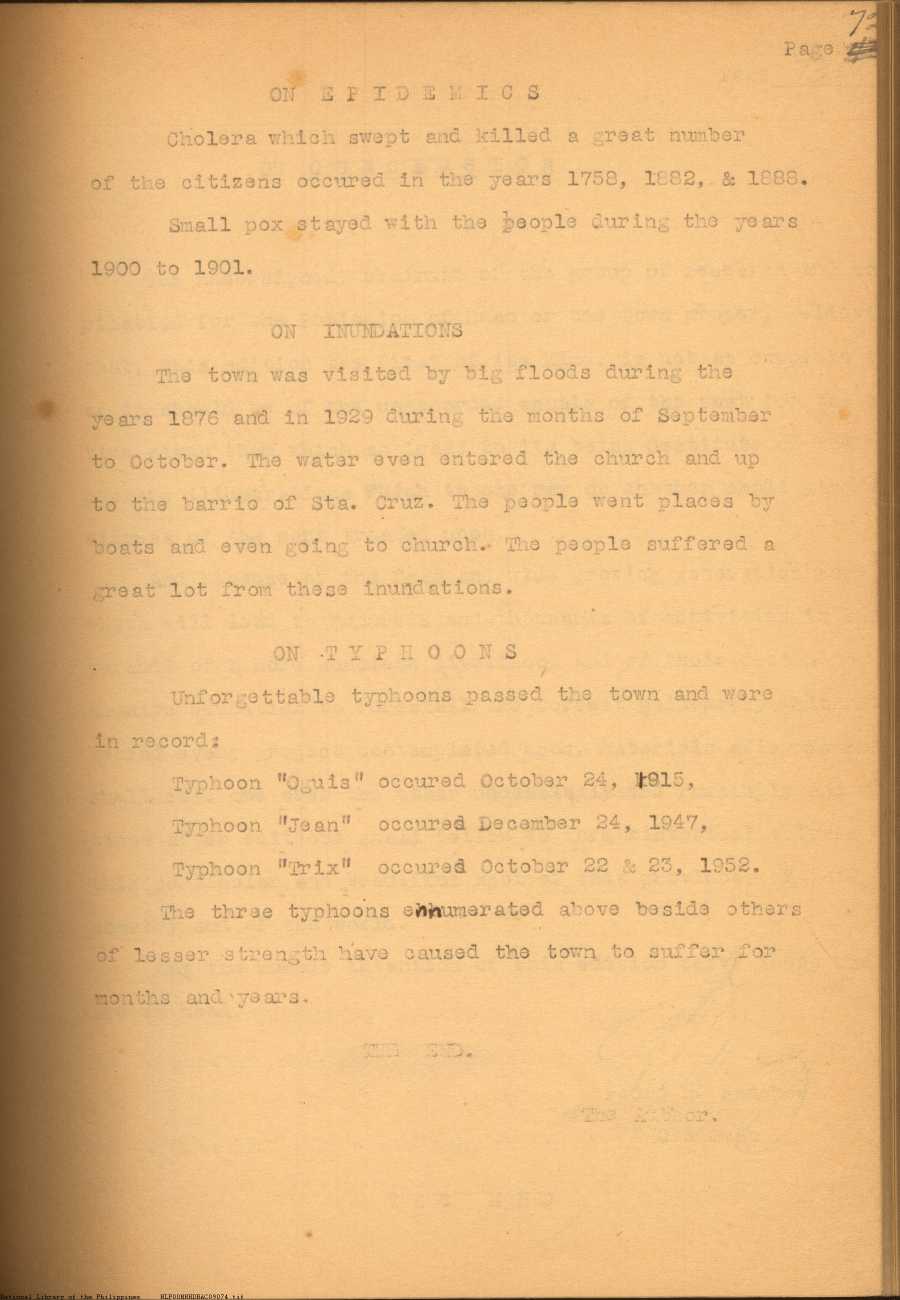 72
Page
ON E P I D E M I C S
Cholera which swept and killed a great number
of the citizens occured in the years 1758, 1882, & 1888.
Small pox stayed with the people during the years
1900 to 1901.
ON INUNDATIONS
The town was visited by big floods during the
years 1876 and in 1929 during the months of September
to October. The water even entered the church and up
to the barrio of Sta. Cruz. The people went places by
boats and even going to church. The people suffered a
great lot from these inundations.
ON T Y P H O O N S
Unforgettable typhoons passed the town and were
in record:
Typhoon "Oguis" occured October 24, 1915,
Typhoon "Jean" occured December 24, 1947,
Typhoon "Trix" occured October 22 & 23, 1952.
The three typhoons ennumerated above beside others
of lesser strength have caused the town to suffer for
months and years.
THE END.
The Author.
National Library of the Philippines